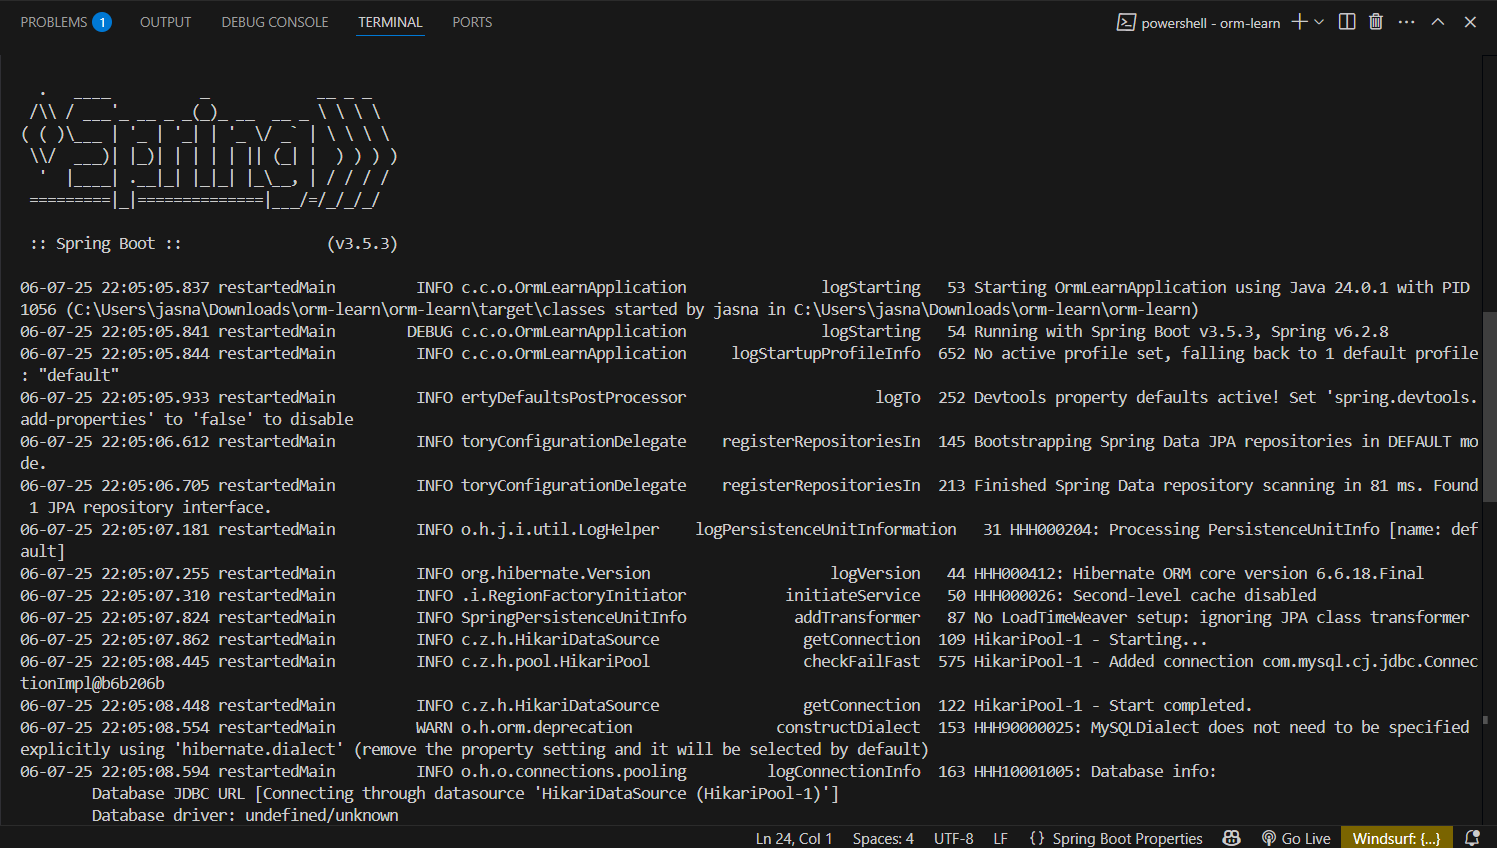 PROBLEMS 1 OUTPUT DEBUG CONSOLE TERMINAL PORTS powershell - orm-learn
  .   ____          _            __ _ _
 /\\ / ___'_ __ _ _(_)_ __  __ _ \ \ \ \
( ( )\___ | '_ | '_| | '_ \/ _` | \ \ \ \
 \\/  ___)| |_)| | | | | || (_| |  ) ) ) )
  '  |____| .__|_| |_|_| |_\__, | / / / /
 =========|_|==============|___/=/_/_/_/
 :: Spring Boot ::                (v3.5.3)
06-07-25 22:05:05.837 restartedMain         INFO c.c.o.OrmLearnApplication               logStarting   53 Starting OrmLearnApplication using Java 24.0.1 with PID
1056 (C:\Users\jasna\Downloads\orm-learn\orm-learn\target\classes started by jasna in C:\Users\jasna\Downloads\orm-learn\orm-learn)
06-07-25 22:05:05.841 restartedMain        DEBUG c.c.o.OrmLearnApplication               logStarting   54 Running with Spring Boot v3.5.3, Spring v6.2.8
06-07-25 22:05:05.844 restartedMain         INFO c.c.o.OrmLearnApplication     logStartupProfileInfo  652 No active profile set, falling back to 1 default profile
: "default"
06-07-25 22:05:05.933 restartedMain         INFO ertyDefaultsPostProcessor                     logTo  252 Devtools property defaults active! Set 'spring.devtools.
add-properties' to 'false' to disable
06-07-25 22:05:06.612 restartedMain         INFO toryConfigurationDelegate    registerRepositoriesIn  145 Bootstrapping Spring Data JPA repositories in DEFAULT mo
de.
06-07-25 22:05:06.705 restartedMain         INFO toryConfigurationDelegate    registerRepositoriesIn  213 Finished Spring Data repository scanning in 81 ms. Found
 1 JPA repository interface.
06-07-25 22:05:07.181 restartedMain         INFO o.h.j.i.util.LogHelper    logPersistenceUnitInformation   31 HHH000204: Processing PersistenceUnitInfo [name: def
ault]
06-07-25 22:05:07.255 restartedMain         INFO org.hibernate.Version                    logVersion   44 HHH000412: Hibernate ORM core version 6.6.18.Final
06-07-25 22:05:07.310 restartedMain         INFO .i.RegionFactoryInitiator           initiateService   50 HHH000026: Second-level cache disabled
06-07-25 22:05:07.824 restartedMain         INFO SpringPersistenceUnitInfo            addTransformer   87 No LoadTimeWeaver setup: ignoring JPA class transformer
06-07-25 22:05:07.862 restartedMain         INFO c.z.h.HikariDataSource                getConnection  109 HikariPool-1 - Starting...
06-07-25 22:05:08.445 restartedMain         INFO c.z.h.pool.HikariPool                 checkFailFast  575 HikariPool-1 - Added connection com.mysql.cj.jdbc.Connec
tionImpl@b6b206b
06-07-25 22:05:08.448 restartedMain         INFO c.z.h.HikariDataSource                getConnection  122 HikariPool-1 - Start completed.
06-07-25 22:05:08.554 restartedMain         WARN o.h.orm.deprecation                constructDialect  153 HHH90000025: MySQLDialect does not need to be specified
explicitly using 'hibernate.dialect' (remove the property setting and it will be selected by default)
06-07-25 22:05:08.594 restartedMain         INFO o.h.o.connections.pooling         logConnectionInfo  163 HHH10001005: Database info:
        Database JDBC URL [Connecting through datasource 'HikariDataSource (HikariPool-1)']
        Database driver: undefined/unknown
Ln 24, Col 1 Spaces: 4 UTF-8 LF {} Spring Boot Properties Go Live Windsurf: {...}